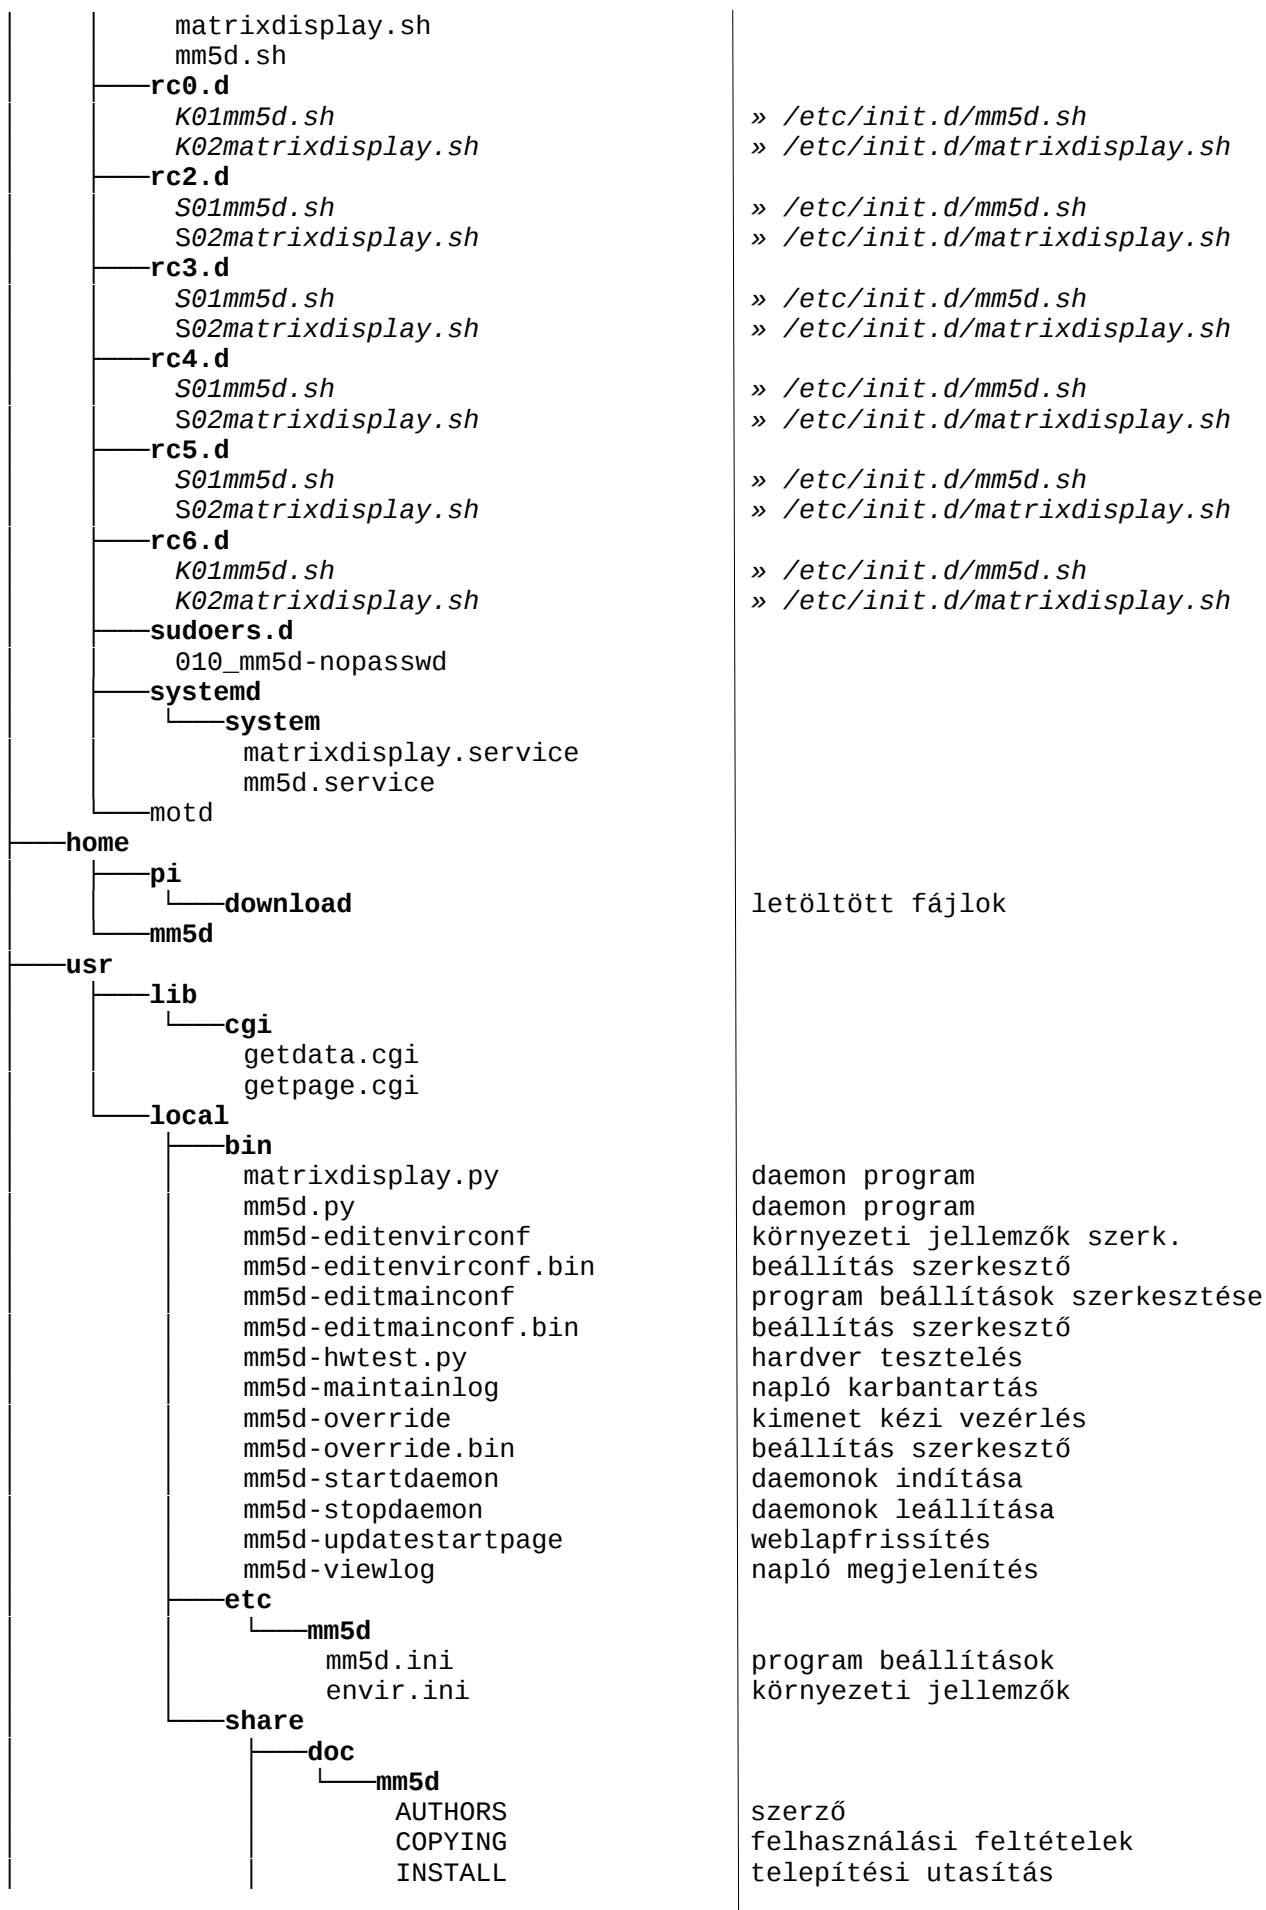 matrixdisplay.sh
mm5d.sh
rc0.d
K01mm5d.sh » /etc/init.d/mm5d.sh
K02matrixdisplay.sh » /etc/init.d/matrixdisplay.sh
rc2.d
S01mm5d.sh » /etc/init.d/mm5d.sh
S02matrixdisplay.sh » /etc/init.d/matrixdisplay.sh
rc3.d
S01mm5d.sh » /etc/init.d/mm5d.sh
S02matrixdisplay.sh » /etc/init.d/matrixdisplay.sh
rc4.d
S01mm5d.sh » /etc/init.d/mm5d.sh
S02matrixdisplay.sh » /etc/init.d/matrixdisplay.sh
rc5.d
S01mm5d.sh » /etc/init.d/mm5d.sh
S02matrixdisplay.sh » /etc/init.d/matrixdisplay.sh
rc6.d
K01mm5d.sh » /etc/init.d/mm5d.sh
K02matrixdisplay.sh » /etc/init.d/matrixdisplay.sh
sudoers.d
010_mm5d-nopasswd
systemd
system
matrixdisplay.service
mm5d.service
motd
home
pi
download letöltött fájlok
mm5d
usr
lib
cgi
getdata.cgi
getpage.cgi
local
bin
matrixdisplay.py daemon program
mm5d.py daemon program
mm5d-editenvirconf környezeti jellemzők szerk.
mm5d-editenvirconf.bin beállítás szerkesztő
mm5d-editmainconf program beállítások szerkesztése
mm5d-editmainconf.bin beállítás szerkesztő
mm5d-hwtest.py hardver tesztelés
mm5d-maintainlog napló karbantartás
mm5d-override kimenet kézi vezérlés
mm5d-override.bin beállítás szerkesztő
mm5d-startdaemon daemonok indítása
mm5d-stopdaemon daemonok leállítása
mm5d-updatestartpage weblapfrissítés
mm5d-viewlog napló megjelenítés
etc
mm5d
mm5d.ini program beállítások
envir.ini környezeti jellemzők
share
doc
mm5d
AUTHORS szerző
COPYING felhasználási feltételek
INSTALL telepítési utasítás